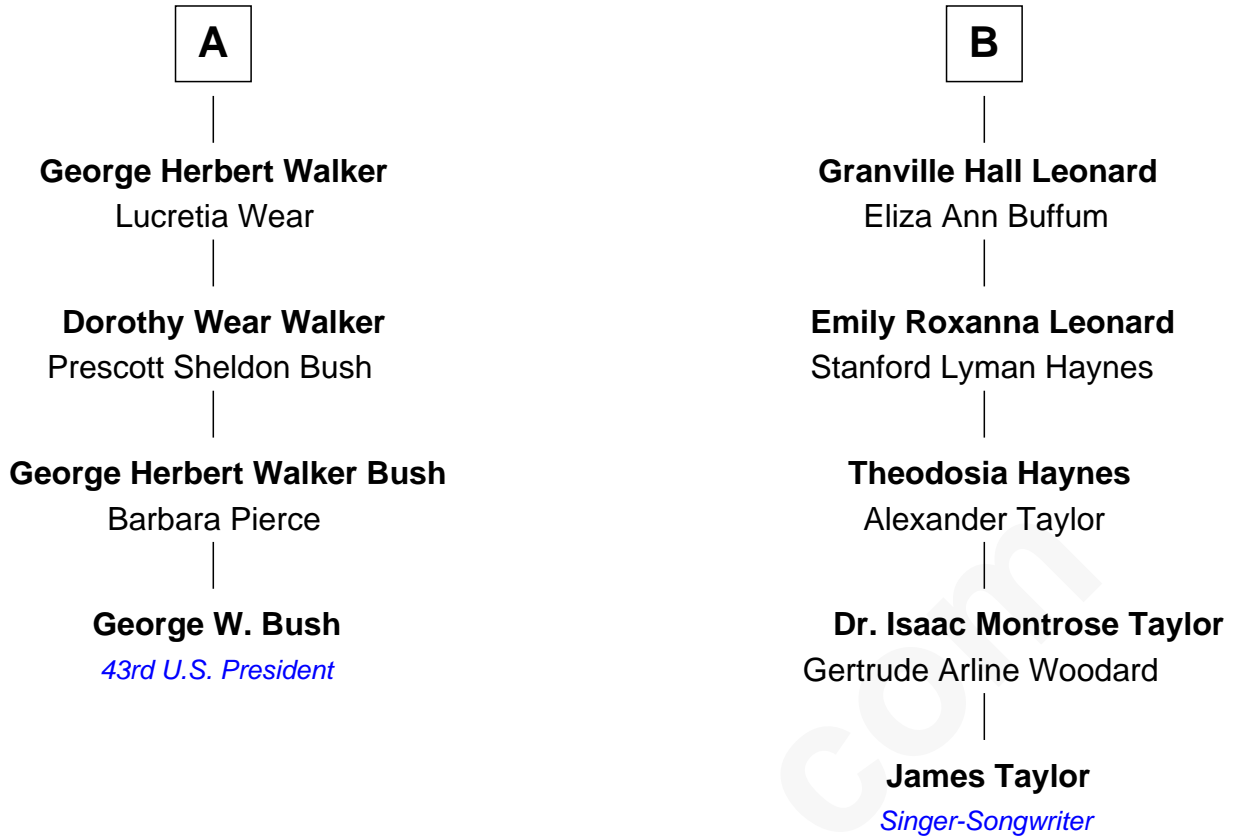 A
George Herbert Walker
Lucretia Wear
Dorothy Wear Walker
Prescott Sheldon Bush
George Herbert Walker Bush
Barbara Pierce
George W. Bush
43rd U.S. President
B
Granville Hall Leonard
Eliza Ann Buffum
Emily Roxanna Leonard
Stanford Lyman Haynes
Theodosia Haynes
Alexander Taylor
Dr. Isaac Montrose Taylor
Gertrude Arline Woodard
James Taylor
Singer-Songwriter
com